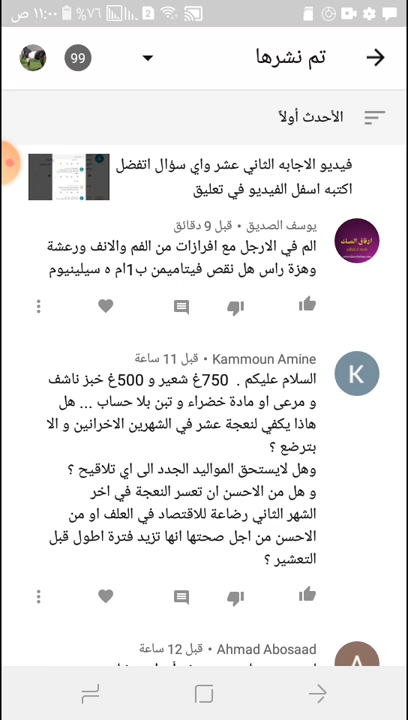 ١١:٠٠ ص
٧٦%
2
تم نشرها
99
الأحدث أولاً
فيديو الاجابه الثاني عشر واي سؤال اتفضل
اكتبه اسفل الفيديو في تعليق
يوسف الصديق • قبل 9 دقائق
الم في الارجل مع افرازات من الفم والانف ورعشة
وهزة راس هل نقص فيتاميمن ب1ام ه سيلينيوم
Kammoun Amine • قبل 11 ساعة
K
السلام عليكم . 750غ شعير و 500غ خبز ناشف
و مرعى او مادة خضراء و تبن بلا حساب ... هل
هاذا يكفي لنعجة عشر في الشهرين الاخرانين و الا
بترضع ؟
وهل لايستحق المواليد الجدد الى اي تلاقيح ؟
و هل من الاحسن ان تعسر النعجة في اخر
الشهر الثاني رضاعة للاقتصاد في العلف او من
الاحسن من اجل صحتها انها تزيد فترة اطول قبل
التعشير ؟
Ahmad Abosaad • قبل 12 ساعة
A